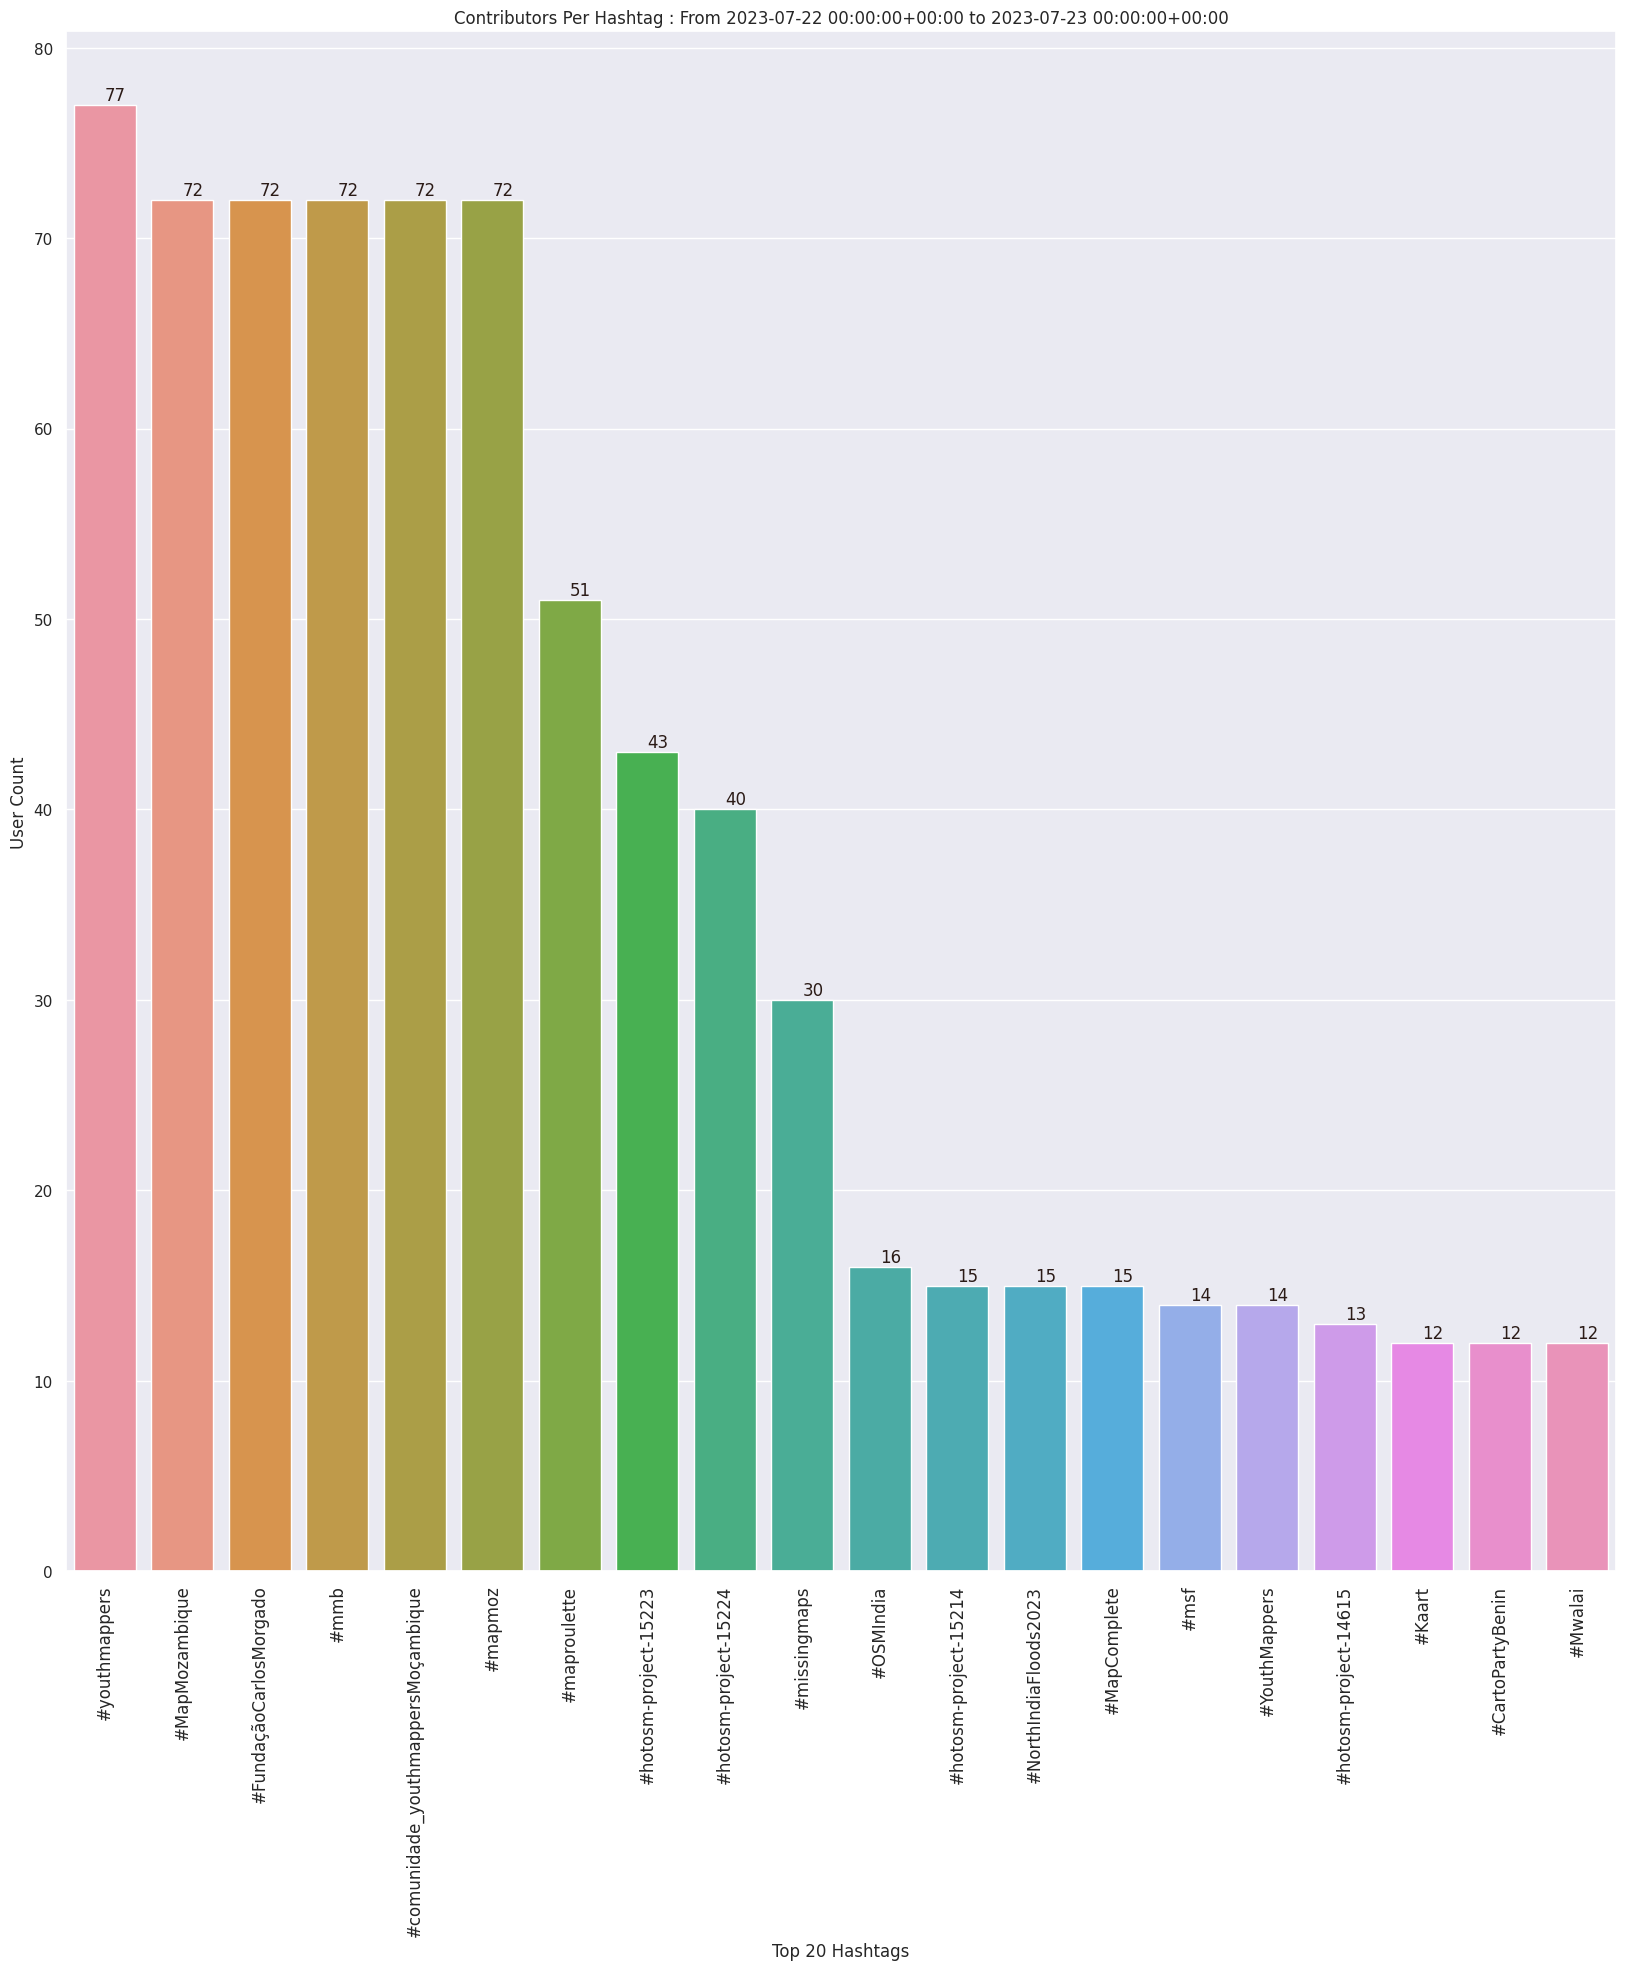 Contributors Per Hashtag : From 2023-07-22 00:00:00+00:00 to 2023-07-23 00:00:00+00:00
User Count
80
70
60
50
40
30
20
10
0
77
72
72
72
72
72
51
43
40
30
16
15
15
15
14
14
13
12
12
12
#youthmappers
#MapMozambique
#FundaçãoCarlosMorgado
#mmb
#comunidade_youthmappersMoçambique
#mapmoz
#maproulette
#hotosm-project-15223
#hotosm-project-15224
#missingmaps
#OSMIndia
#hotosm-project-15214
#NorthIndiaFloods2023
#MapComplete
#msf
#YouthMappers
#hotosm-project-14615
#Kaart
#CartoPartyBenin
#Mwalai
Top 20 Hashtags